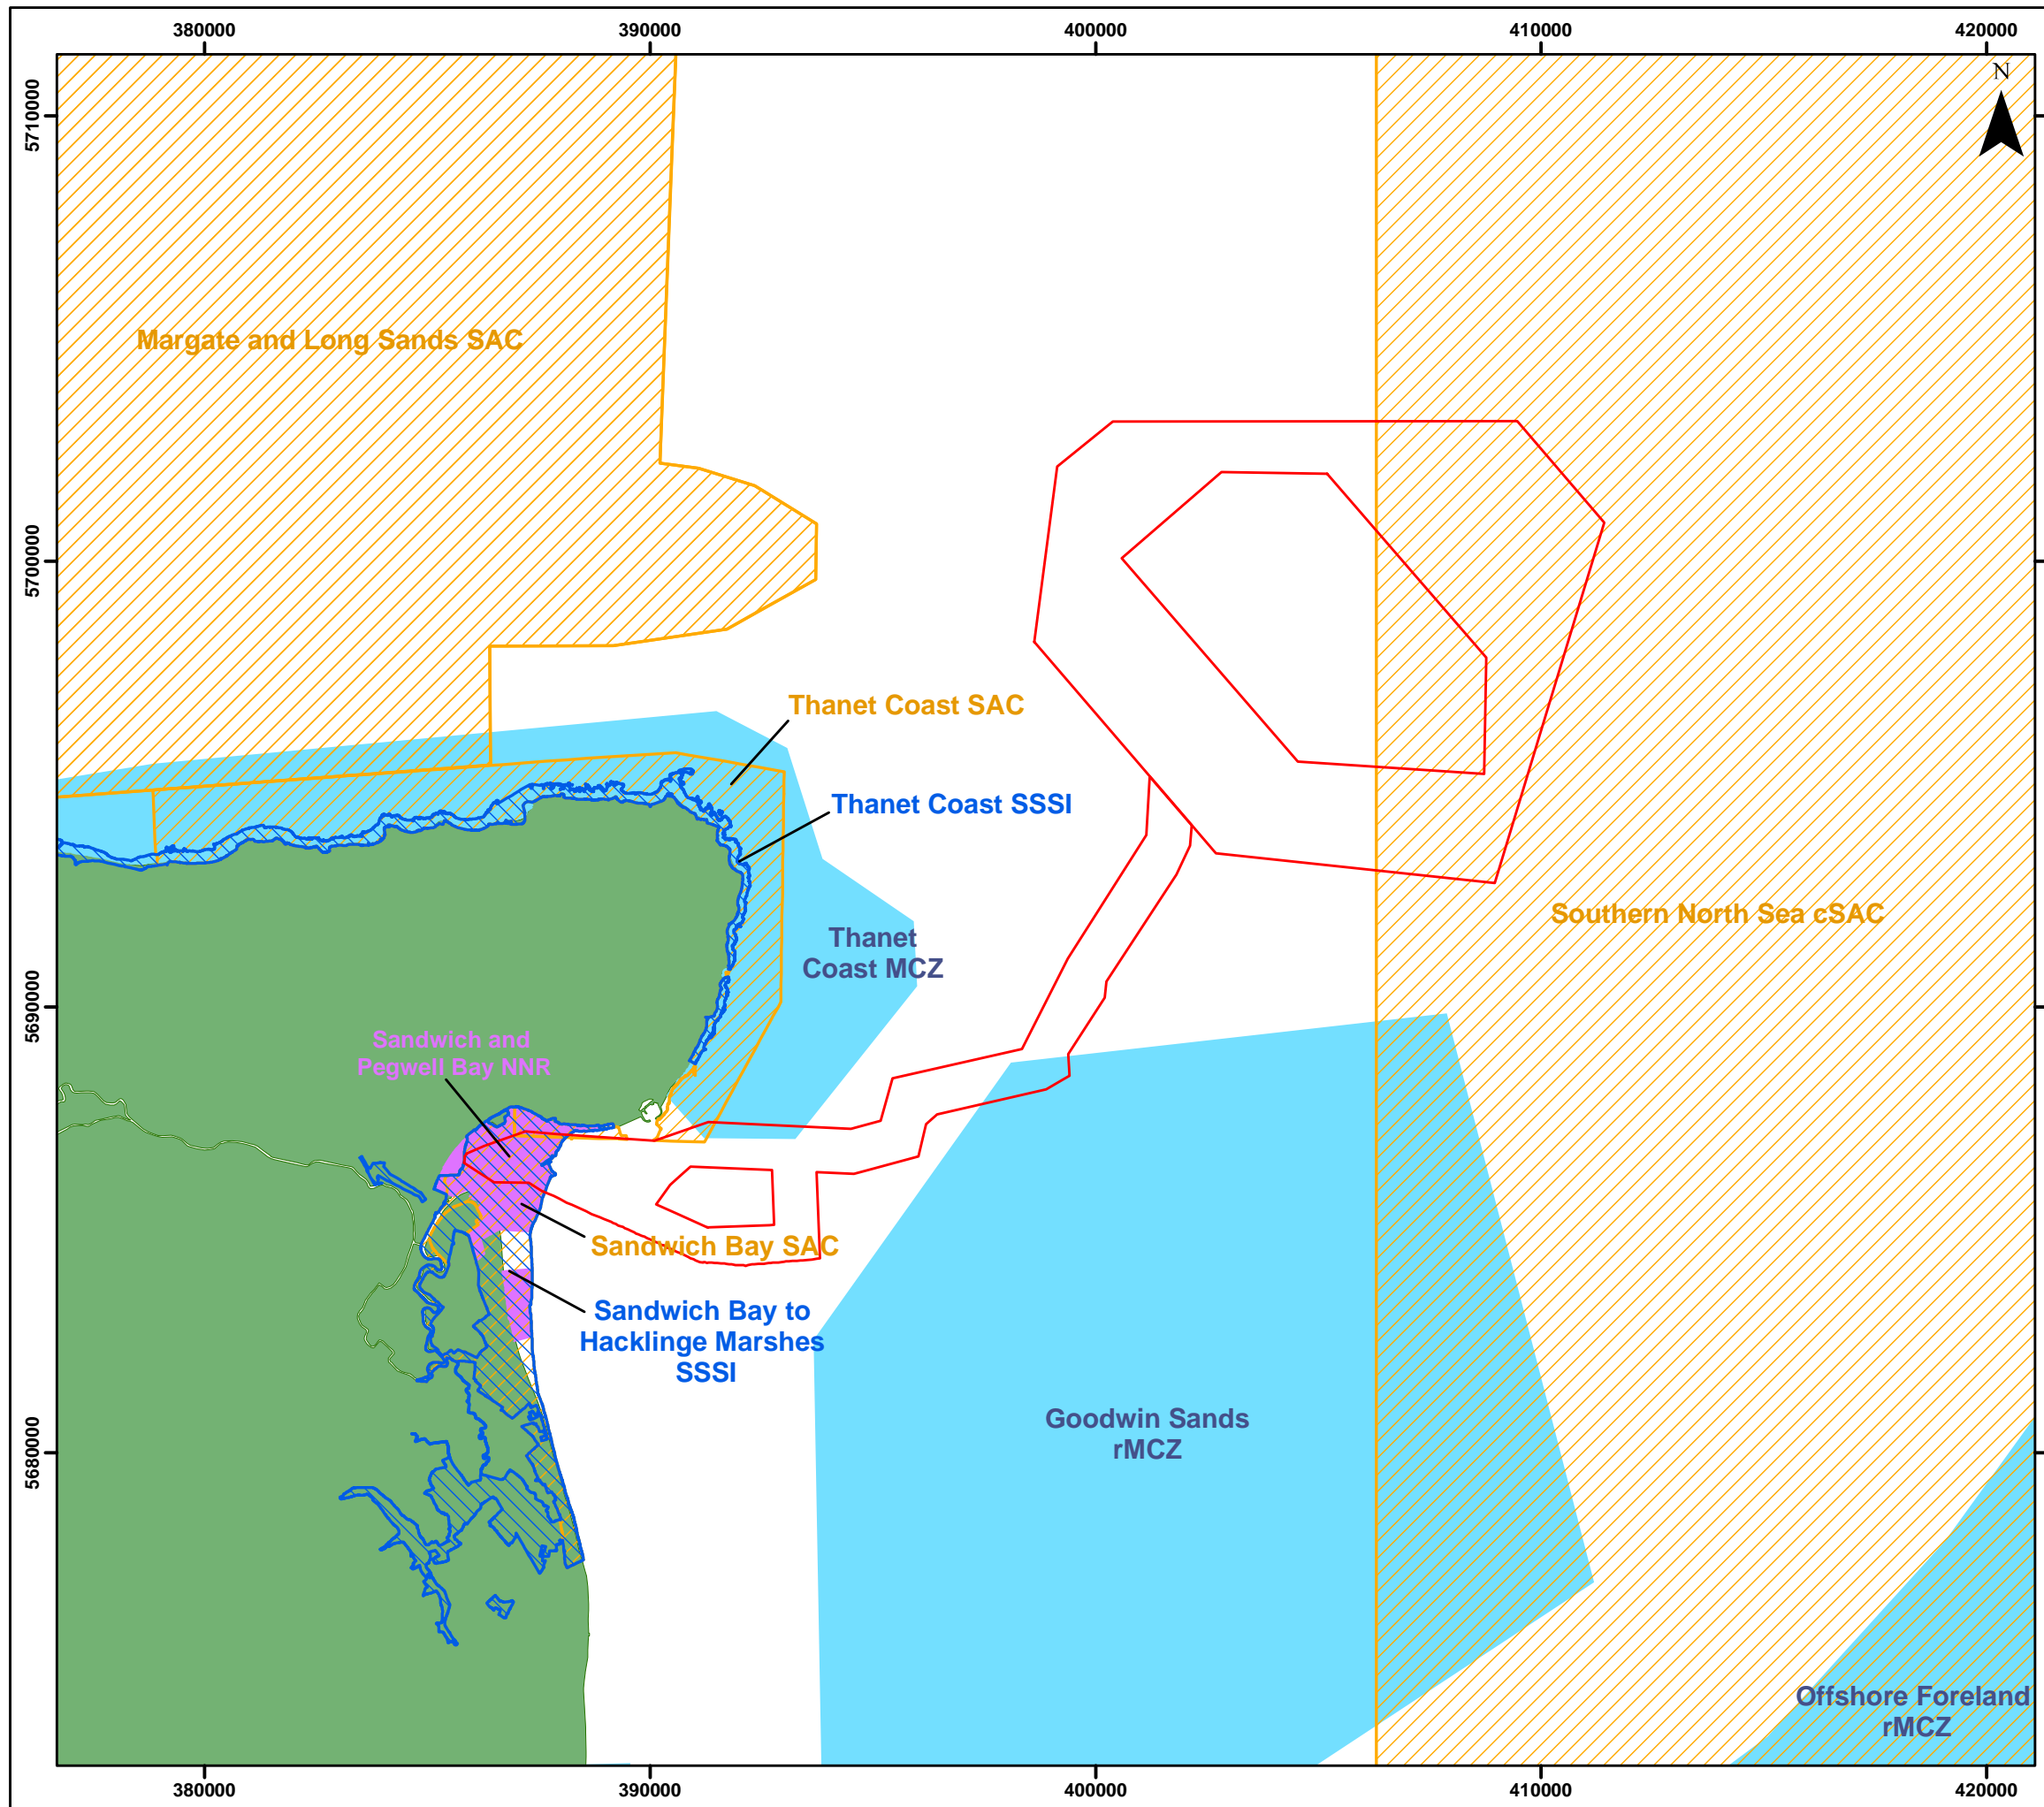 380000
390000
400000
410000
420000
N
5710000
5700000
5690000
5680000
Margate and Long Sands SAC
Thanet Coast SAC
Thanet Coast SSSI
Southern North Sea cSAC
Thanet
Coast MCZ
Sandwich and
Pegwell Bay NNR
Sandwich Bay SAC
Sandwich Bay to
Hacklinge Marshes
SSSI
Goodwin Sands
rMCZ
Offshore Foreland
rMCZ
380000
390000
400000
410000
420000